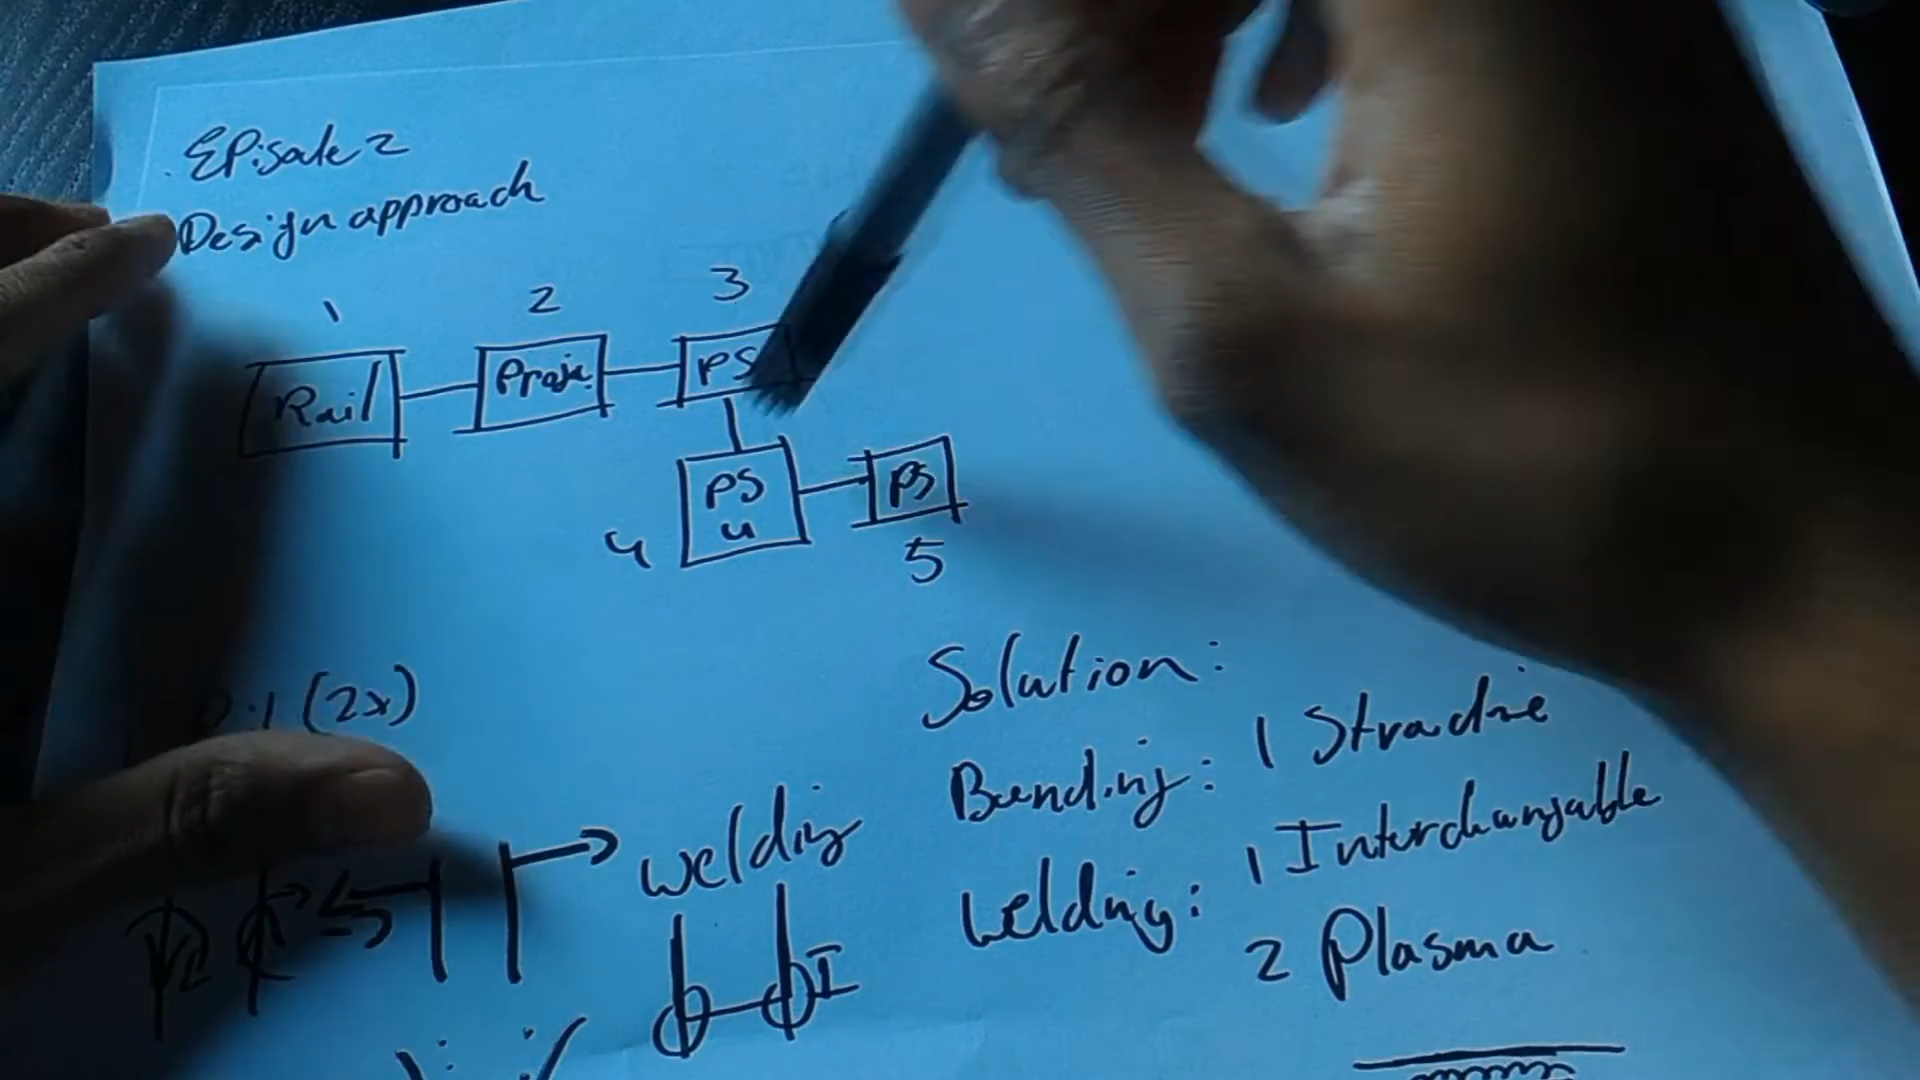 EPisode 2
Design approach
1 2 3
Rail Proje. PS
PS
u
PS
4 5
(2x)
Solution:
Bending: 1 Structure
Welding: 1 Interchangable
2 Plasma
welding
I